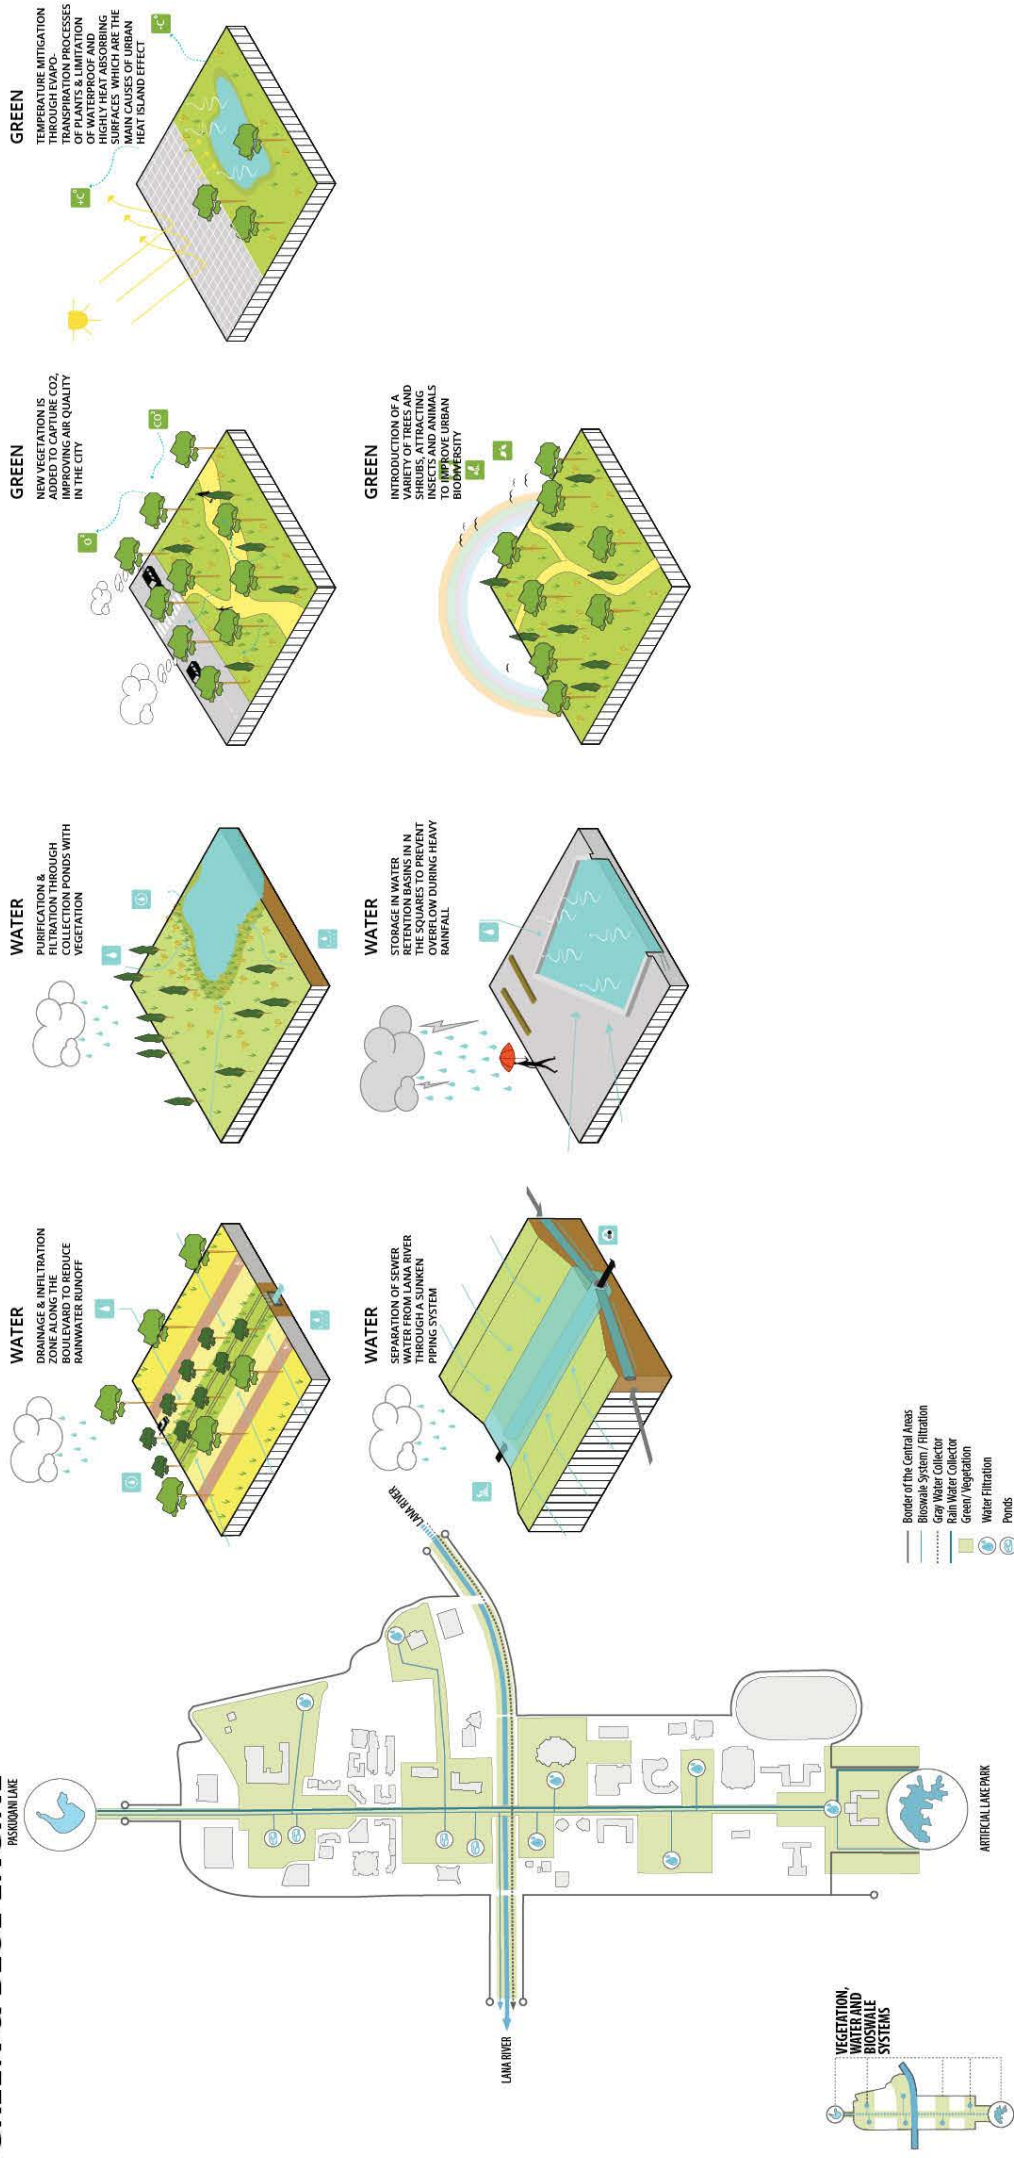 PASKUQANI LAKE
LANA RIVER
LANA RIVER
ARTIFICIAL LAKE PARK
VEGETATION,
WATER AND
BIOSWALE
SYSTEMS
Border of the Central Areas
Bioswale System / Filtration
Gray Water Collector
Rain Water Collector
Green/ Vegetation
Water Filtration
Ponds
WATER
DRAINAGE & INFILTRATION
ZONE ALONG THE
BOULEVARD TO REDUCE
RAINWATER RUNOFF
WATER
PURIFICATION &
FILTRATION THROUGH
COLLECTION PONDS WITH
VEGETATION
GREEN
NEW VEGETATION IS
ADDED TO CAPTURE CO2,
IMPROVING AIR QUALITY
IN THE CITY
O²
CO²
GREEN
TEMPERATURE MITIGATION
THROUGH EVAPO-
TRANSPIRATION PROCESSES
OF PLANTS & LIMITATION
OF WATERPROOF AND
HIGHLY HEAT ABSORBING
SURFACES WHICH ARE THE
MAIN CAUSES OF URBAN
HEAT ISLAND EFFECT
+C°
-C°
WATER
SEPARATION OF SEWER
WATER FROM LANA RIVER
THROUGH A SUNKEN
PIPING SYSTEM
WATER
STORAGE IN WATER
RETENTION BASINS IN N
THE SQUARES TO PREVENT
OVERFLOW DURING HEAVY
RAINFALL
GREEN
INTRODUCTION OF A
VARIETY OF TREES AND
SHRUBS, ATTRACTING
INSECTS AND ANIMALS
TO IMPROVE URBAN
BIODIVERSITY